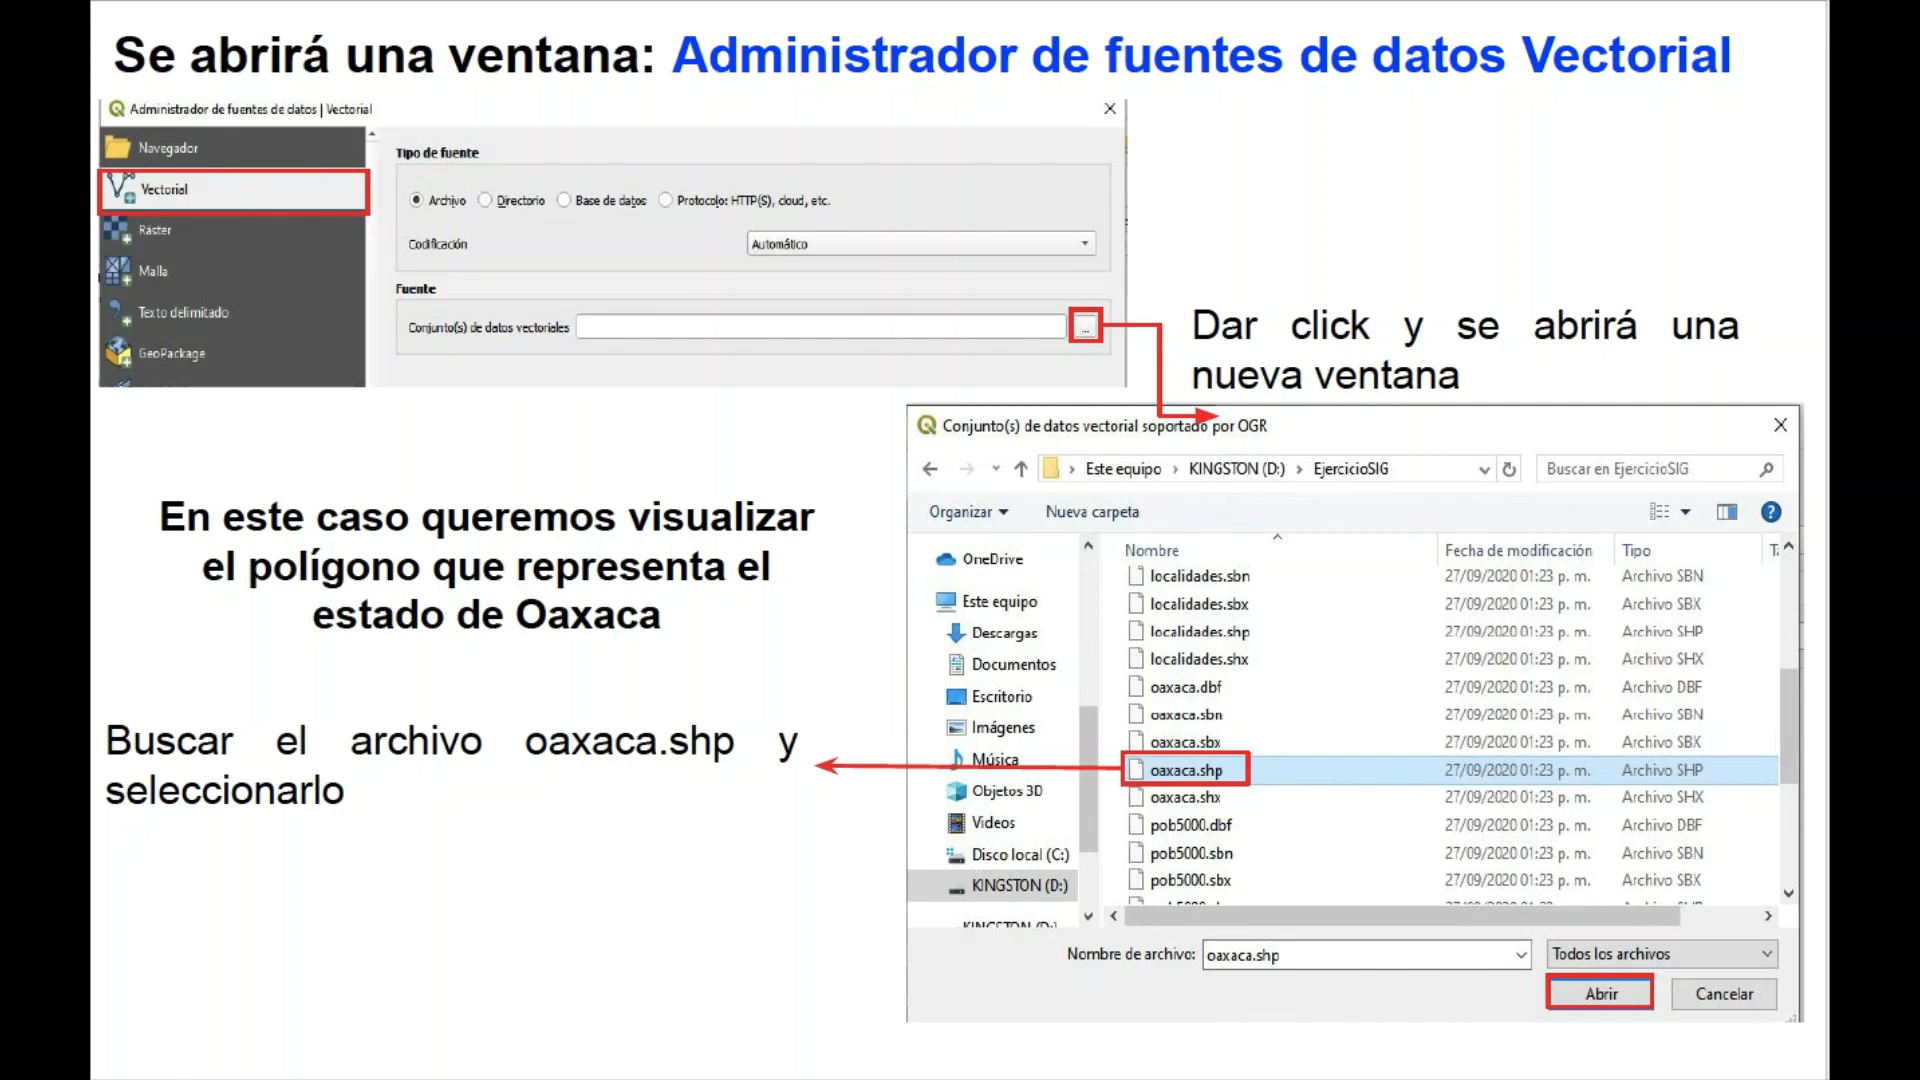 Se abrirá una ventana: Administrador de fuentes de datos Vectorial
Administrador de fuentes de datos | Vectorial
Navegador
Vectorial
Ráster
Malla
Texto delimitado
GeoPackage
Tipo de fuente
Archivo Directorio Base de datos Protocolo: HTTP(S), cloud, etc.
Codificación Automático
Fuente
Conjunto(s) de datos vectoriales ...
Dar click y se abrirá una
nueva ventana
En este caso queremos visualizar
el polígono que representa el
estado de Oaxaca
Buscar el archivo oaxaca.shp y
seleccionarlo
Conjunto(s) de datos vectorial soportado por OGR
Este equipo > KINGSTON (D:) > EjercicioSIG Buscar en EjercicioSIG
Organizar Nueva carpeta
OneDrive
Este equipo
Descargas
Documentos
Escritorio
Imágenes
Música
Objetos 3D
Videos
Disco local (C:)
KINGSTON (D:)
KINGSTON (D:)
Nombre Fecha de modificación Tipo
localidades.sbn 27/09/2020 01:23 p. m. Archivo SBN
localidades.sbx 27/09/2020 01:23 p. m. Archivo SBX
localidades.shp 27/09/2020 01:23 p. m. Archivo SHP
localidades.shx 27/09/2020 01:23 p. m. Archivo SHX
oaxaca.dbf 27/09/2020 01:23 p. m. Archivo DBF
oaxaca.sbn 27/09/2020 01:23 p. m. Archivo SBN
oaxaca.sbx 27/09/2020 01:23 p. m. Archivo SBX
oaxaca.shp 27/09/2020 01:23 p. m. Archivo SHP
oaxaca.shx 27/09/2020 01:23 p. m. Archivo SHX
pob5000.dbf 27/09/2020 01:23 p. m. Archivo DBF
pob5000.sbn 27/09/2020 01:23 p. m. Archivo SBN
pob5000.sbx 27/09/2020 01:23 p. m. Archivo SBX
Nombre de archivo: oaxaca.shp Todos los archivos
Abrir Cancelar